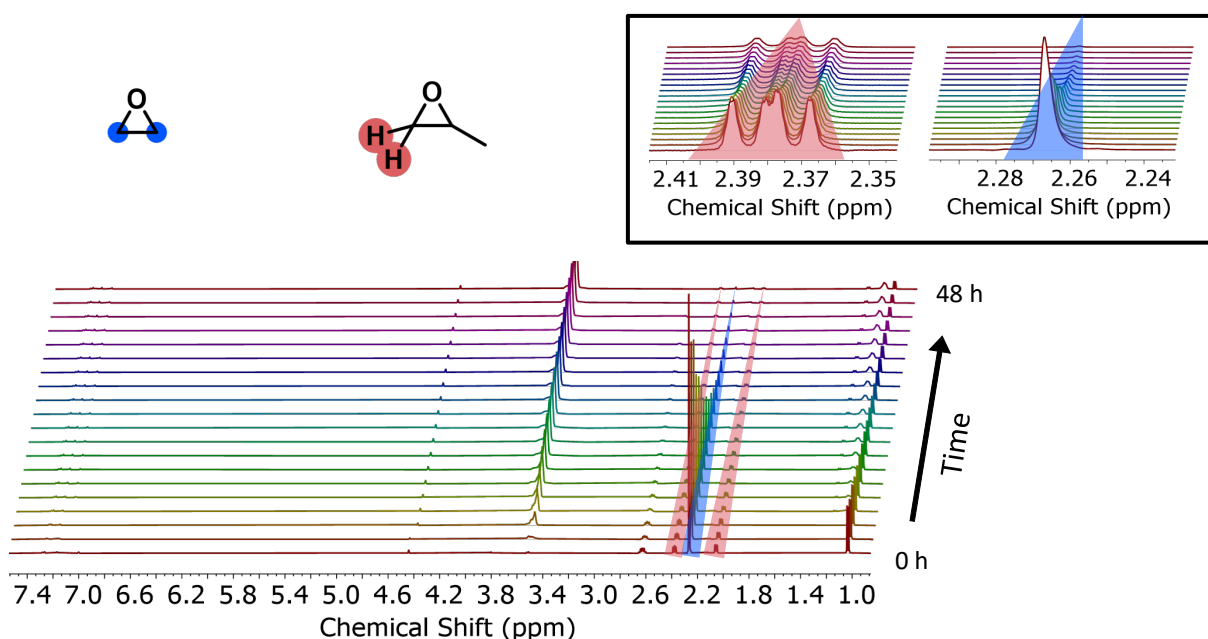 O
O
H
H
2.41 2.39 2.37 2.35
Chemical Shift (ppm)
2.28 2.26 2.24
Chemical Shift (ppm)
48 h
Time
0 h
7.4 7.0 6.6 6.2 5.8 5.4 5.0 4.6 4.2 3.8 3.4 3.0 2.6 2.2 1.8 1.4 1.0
Chemical Shift (ppm)